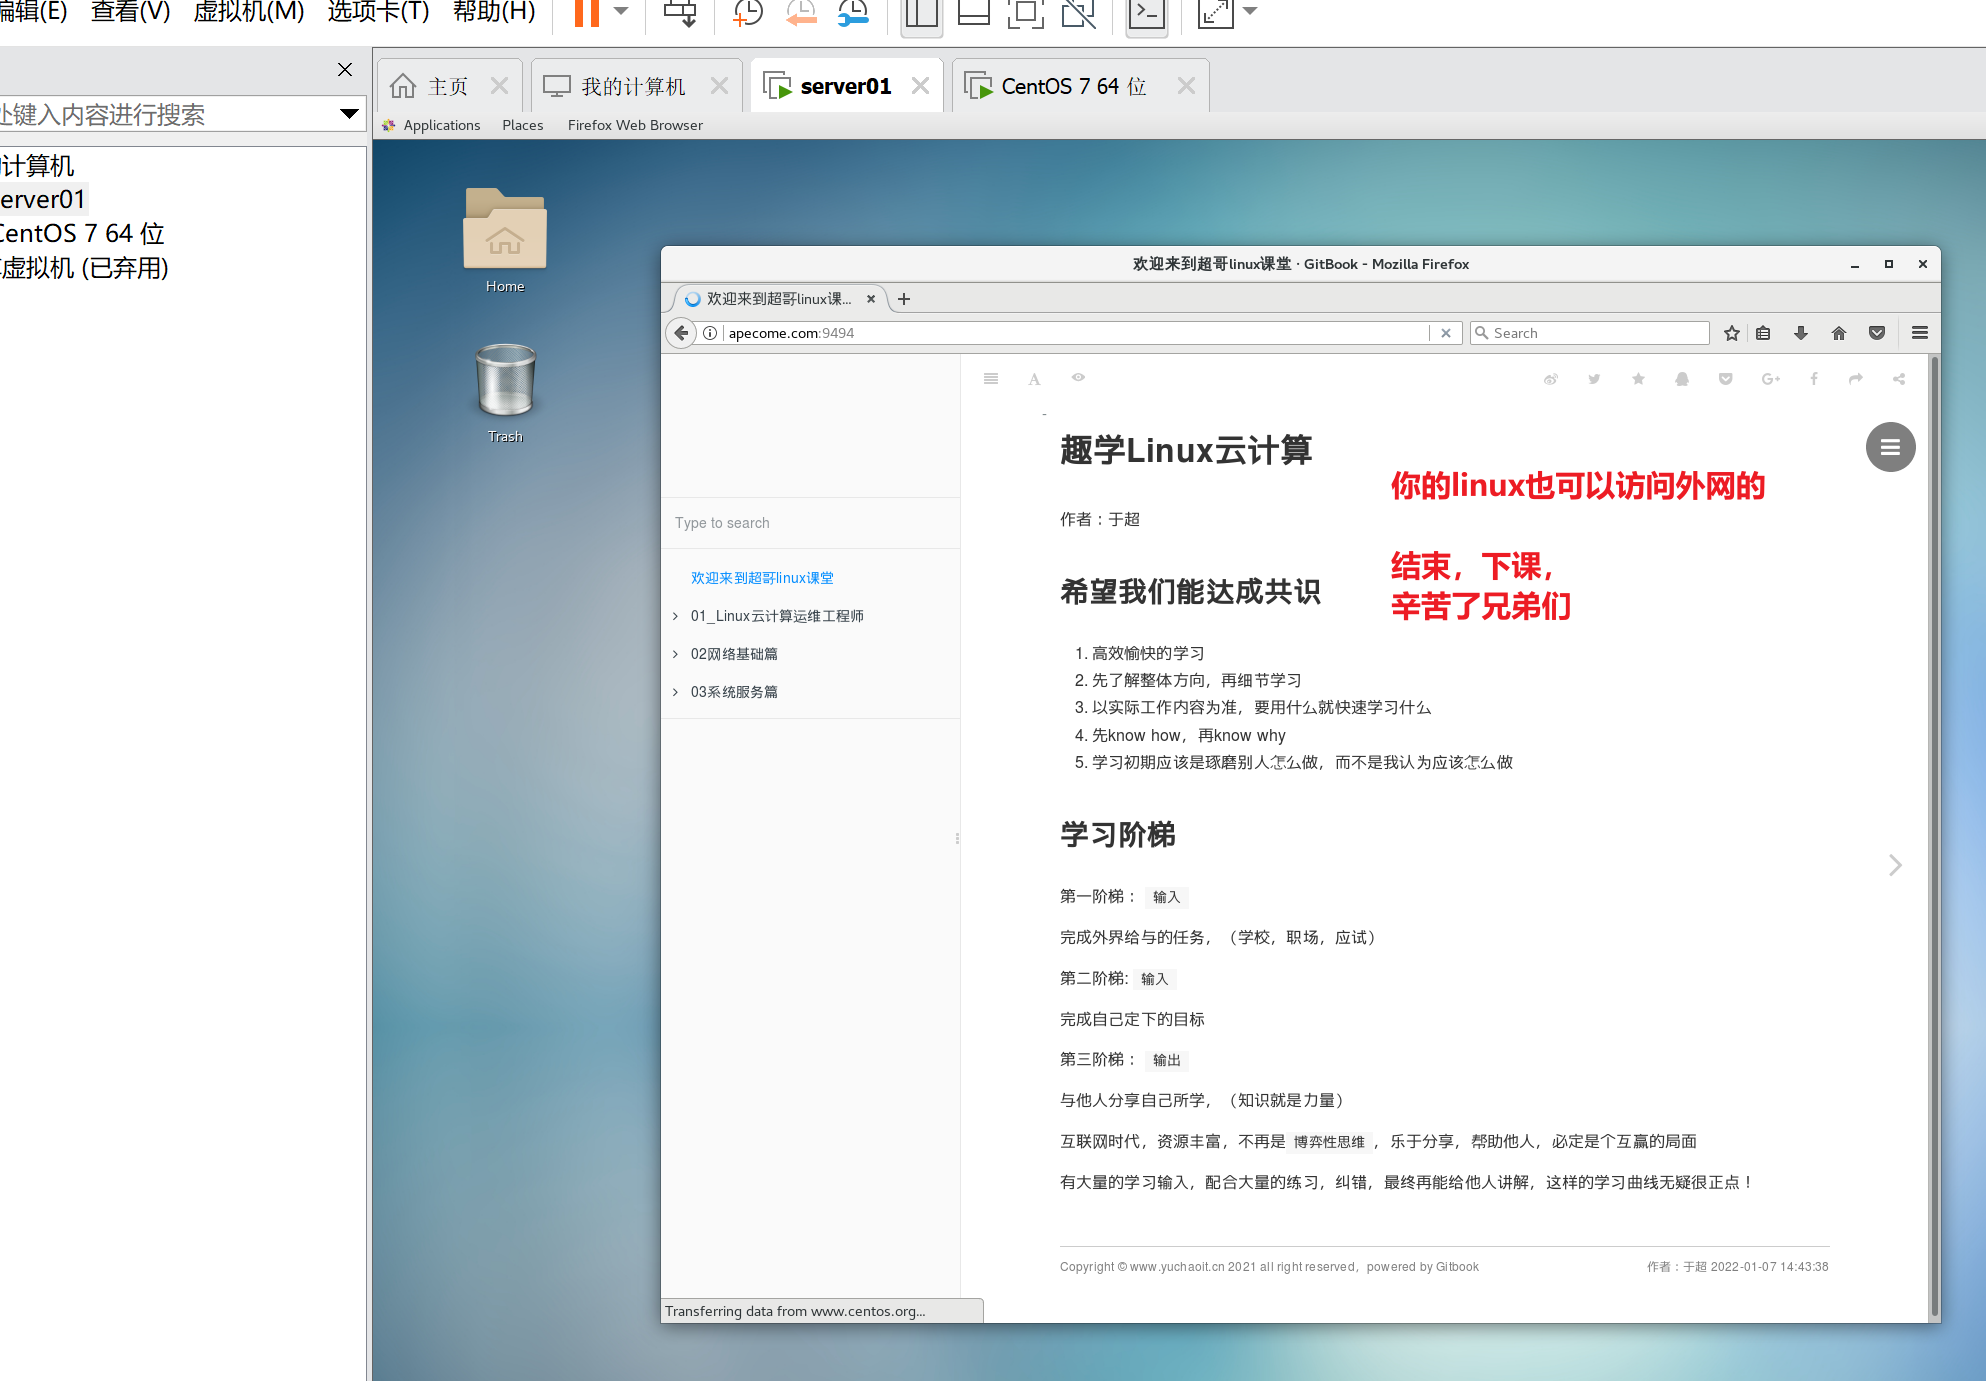 编辑(E) 查看(V) 虚拟机(M) 选项卡(T) 帮助(H)
主页 我的计算机 server01 CentOS 7 64 位
处键入内容进行搜索
Applications Places Firefox Web Browser
计算机
erver01
CentOS 7 64 位
虚拟机 (已弃用)
Home
Trash
欢迎来到超哥linux课堂 · GitBook - Mozilla Firefox
欢迎来到超哥linux课...
apecome.com:9494
Search
A
趣学Linux云计算
你的linux也可以访问外网的
作者：于超
Type to search
结束，下课，
辛苦了兄弟们
希望我们能达成共识
欢迎来到超哥linux课堂
01_Linux云计算运维工程师
02网络基础篇
03系统服务篇
1. 高效愉快的学习
2. 先了解整体方向，再细节学习
3. 以实际工作内容为准，要用什么就快速学习什么
4. 先know how，再know why
5. 学习初期应该是琢磨别人怎么做，而不是我认为应该怎么做
学习阶梯
第一阶梯： 输入
完成外界给与的任务，（学校，职场，应试）
第二阶梯: 输入
完成自己定下的目标
第三阶梯： 输出
与他人分享自己所学，（知识就是力量）
互联网时代，资源丰富，不再是 博弈性思维 ，乐于分享，帮助他人，必定是个互赢的局面
有大量的学习输入，配合大量的练习，纠错，最终再能给他人讲解，这样的学习曲线无疑很正点！
Copyright © www.yuchaoit.cn 2021 all right reserved，powered by Gitbook
作者：于超 2022-01-07 14:43:38
Transferring data from www.centos.org...